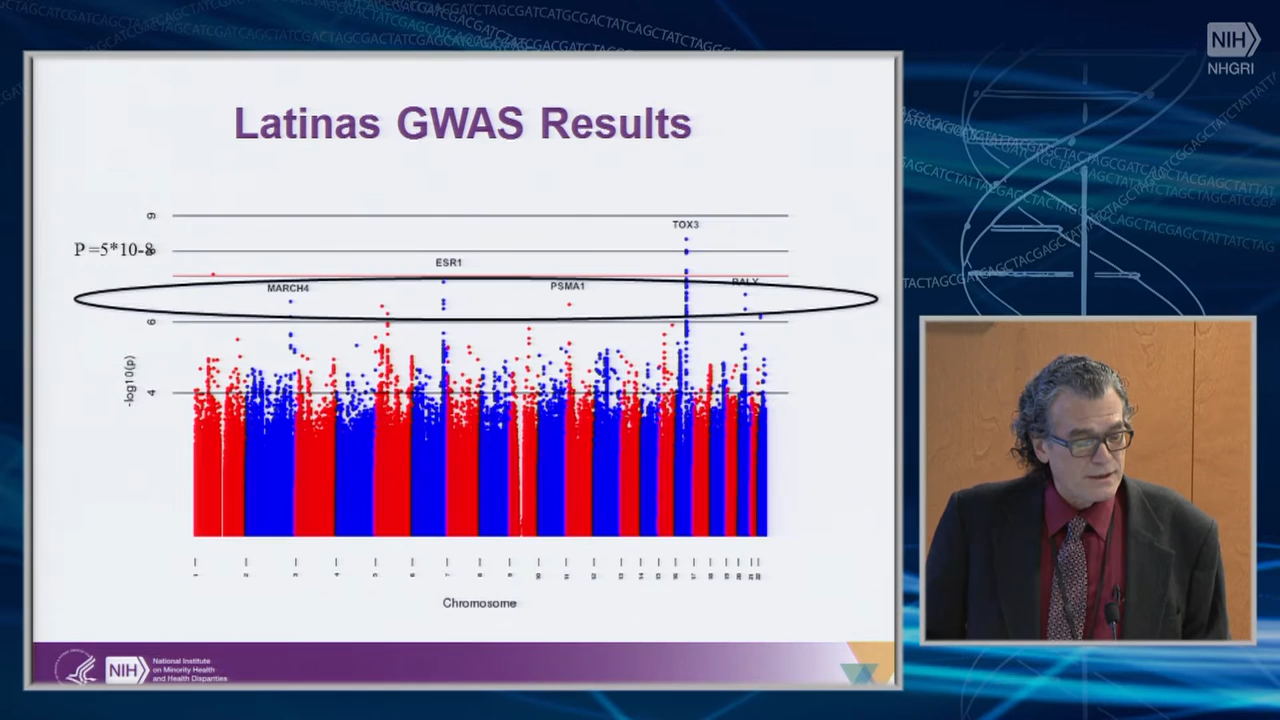 NIH
NHGRI
Latinas GWAS Results
9
P =5*10-8
8
TOX3
ESR1
MARCH4
PSMA1
RALY
6
-log10(p)
4
1 2 3 4 5 6 7 8 9 10 11 12 13 14 15 16 17 18 19 20 21 22
Chromosome
NIH
National Institute
on Minority Health
and Health Disparities